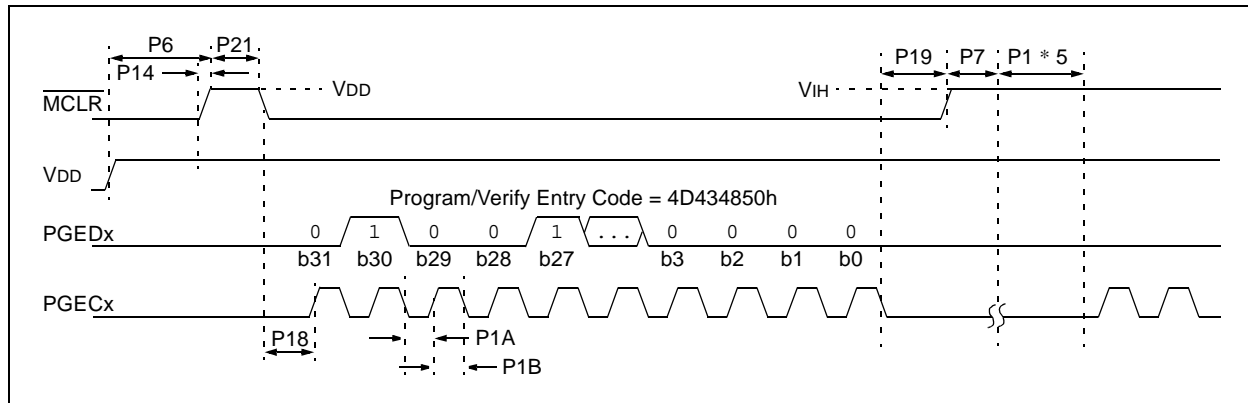 P6 P21 P19 P7 P1 * 5
P14
VDD VIH
MCLR
VDD
Program/Verify Entry Code = 4D434850h
PGEDx 0 1 0 0 1 ... 0 0 0 0
b31 b30 b29 b28 b27 b3 b2 b1 b0
PGECx
P18 P1A
P1B